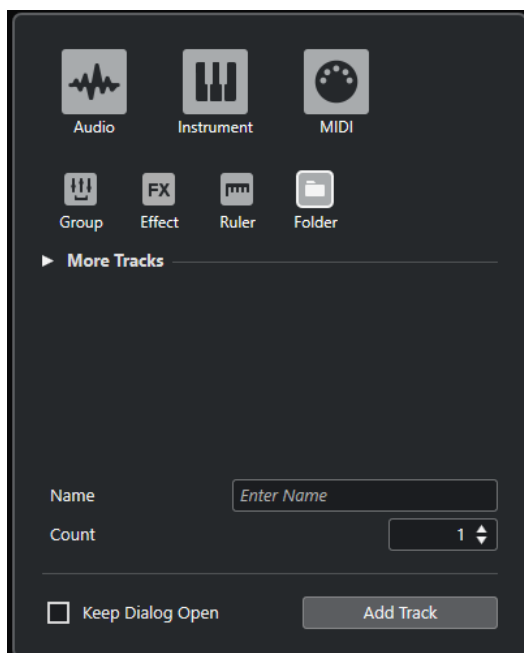 Audio Instrument MIDI
FX
Group Effect Ruler Folder
More Tracks
Name Enter Name
Count 1
Keep Dialog Open Add Track